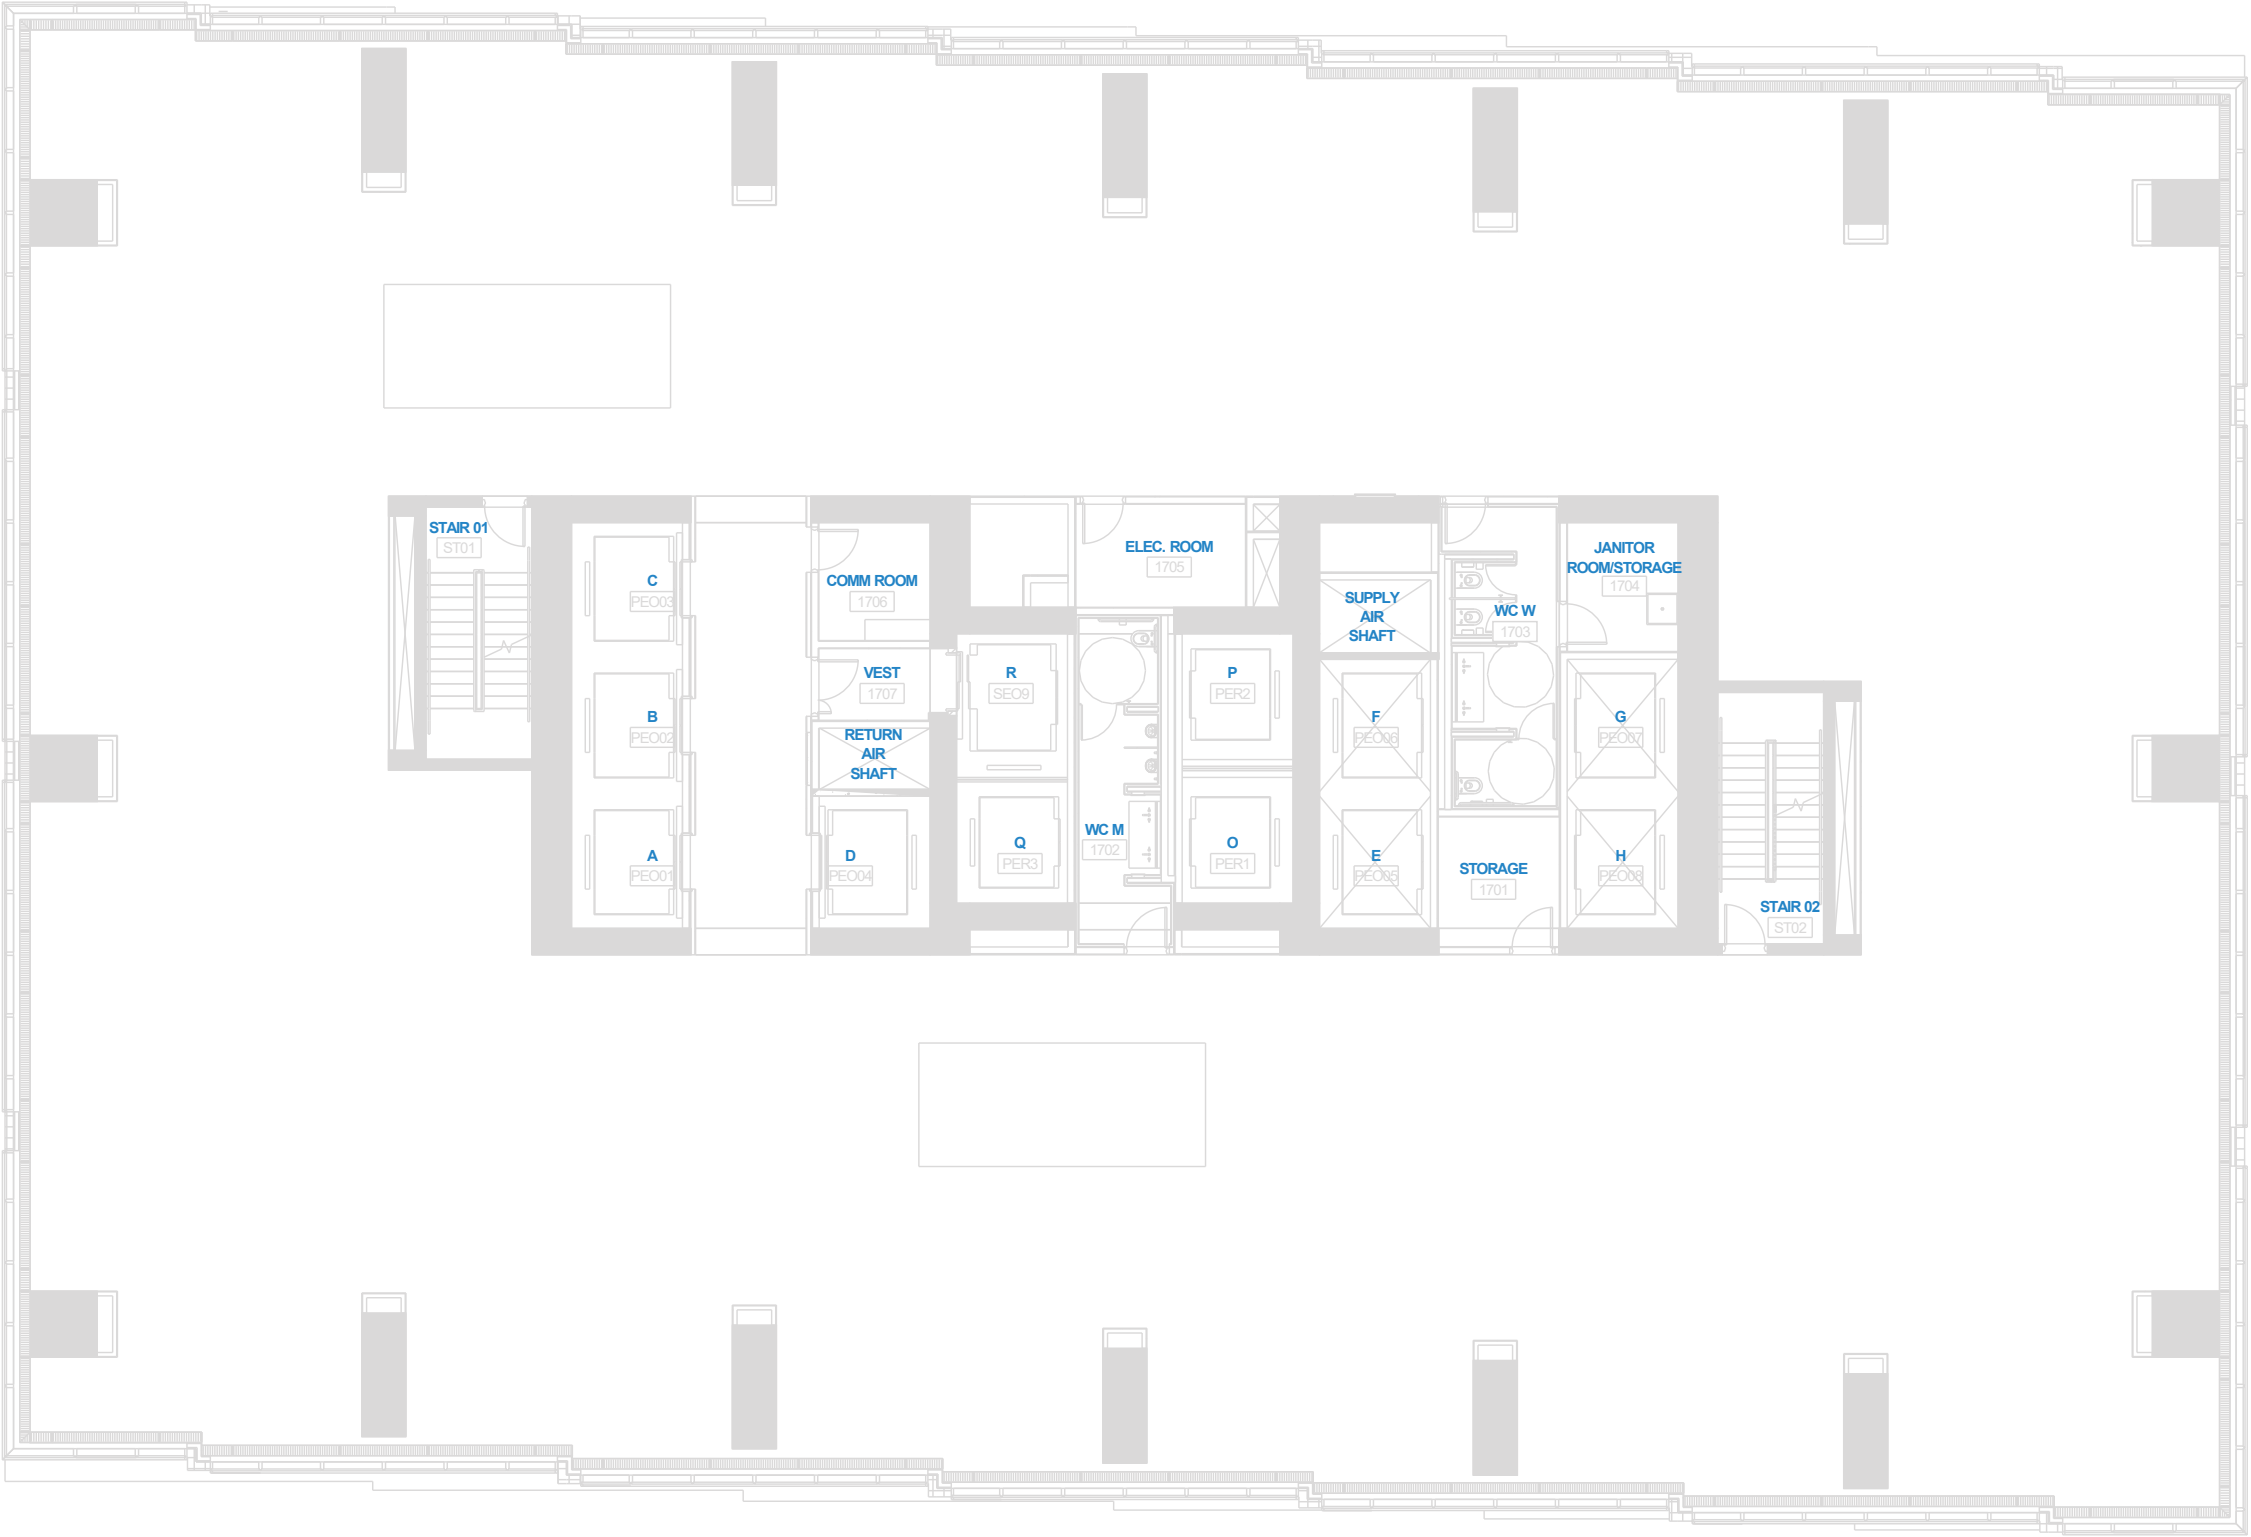 STAIR 01
ST01
C
PEO03
B
PEO02
A
PEO01
COMM ROOM
1706
VEST
1707
RETURN
AIR
SHAFT
D
PEO04
R
SEO9
Q
PER3
ELEC. ROOM
1705
WC M
1702
P
PER2
O
PER1
SUPPLY
AIR
SHAFT
F
PEO06
E
PEO05
WC W
1703
STORAGE
1701
JANITOR
ROOM/STORAGE
1704
G
PEO07
H
PEO08
STAIR 02
ST02